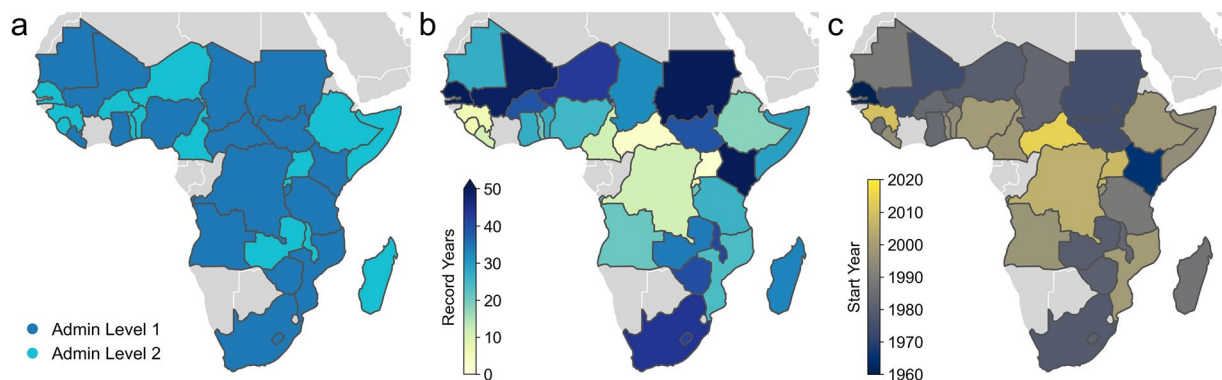 a
Admin Level 1
Admin Level 2
b
Record Years
50
40
30
20
10
0
c
Start Year
2020
2010
2000
1990
1980
1970
1960